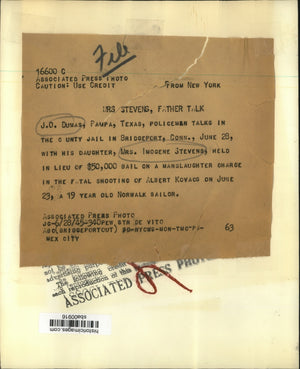 File
16600 C
ASSOCIATED PRESS PHOTO
CAUTION: USE CREDIT
FROM NEW YORK
MRS STEVENS, FATHER TALK
J.O. DUMAS, PAMPA, TEXAS, POLICEMAN TALKS IN
THE COUNTY JAIL IN BRIDGEPORT, CONN., JUNE 28,
WITH HIS DAUGHTER, MRS. IMOGENE STEVENS, HELD
IN LIEU OF $50,000 BAIL ON A MANSLAUGHTER CHARGE
IN THE FATAL SHOOTING OF ALBERT KOVACS ON JUNE
23, A 19 YEAR OLD NORWALK SAILOR.
ASSOCIATED PRESS PHOTO
63
MEX CITY
ASSOCIATED PRESS PHOTO
historicimages.com